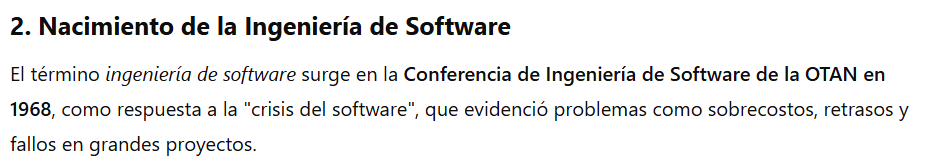 2. Nacimiento de la Ingeniería de Software
El término ingeniería de software surge en la Conferencia de Ingeniería de Software de la OTAN en
1968, como respuesta a la "crisis del software", que evidenció problemas como sobrecostos, retrasos y
fallos en grandes proyectos.